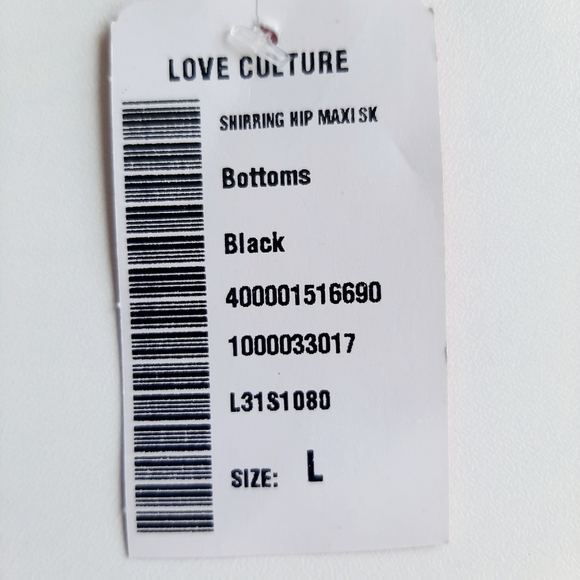 LOVE CULTURE
SHIRRING HIP MAXI SK
Bottoms
Black
400001516690
1000033017
L31S1080
SIZE: L